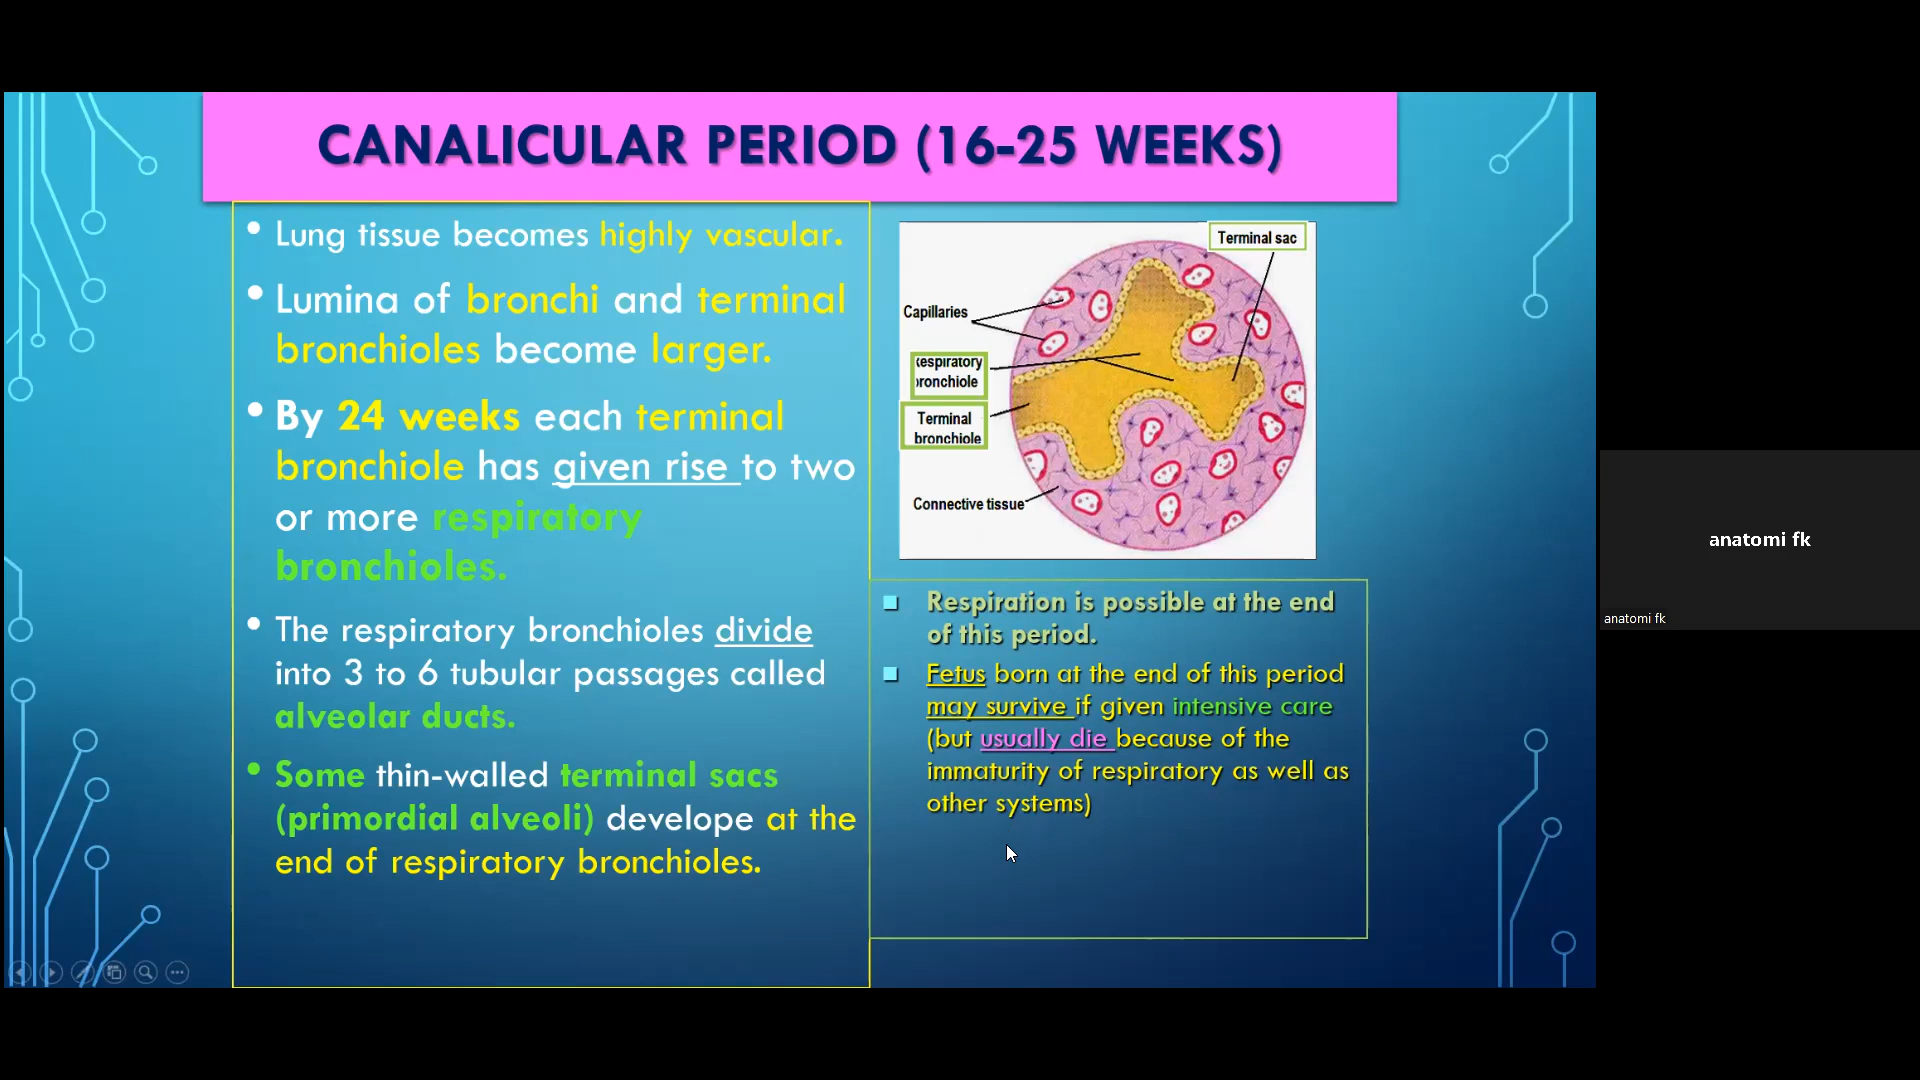 CANALICULAR PERIOD (16-25 WEEKS)
• Lung tissue becomes highly vascular.
• Lumina of bronchi and terminal
bronchioles become larger.
• By 24 weeks each terminal
bronchiole has given rise to two
or more respiratory
bronchioles.
• The respiratory bronchioles divide
into 3 to 6 tubular passages called
alveolar ducts.
• Some thin-walled terminal sacs
(primordial alveoli) develope at the
end of respiratory bronchioles.
Terminal sac
Capillaries
respiratory
bronchiole
Terminal
bronchiole
Connective tissue
Respiration is possible at the end
of this period.
Fetus born at the end of this period
may survive if given intensive care
(but usually die because of the
immaturity of respiratory as well as
other systems)
anatomi fk
anatomi fk